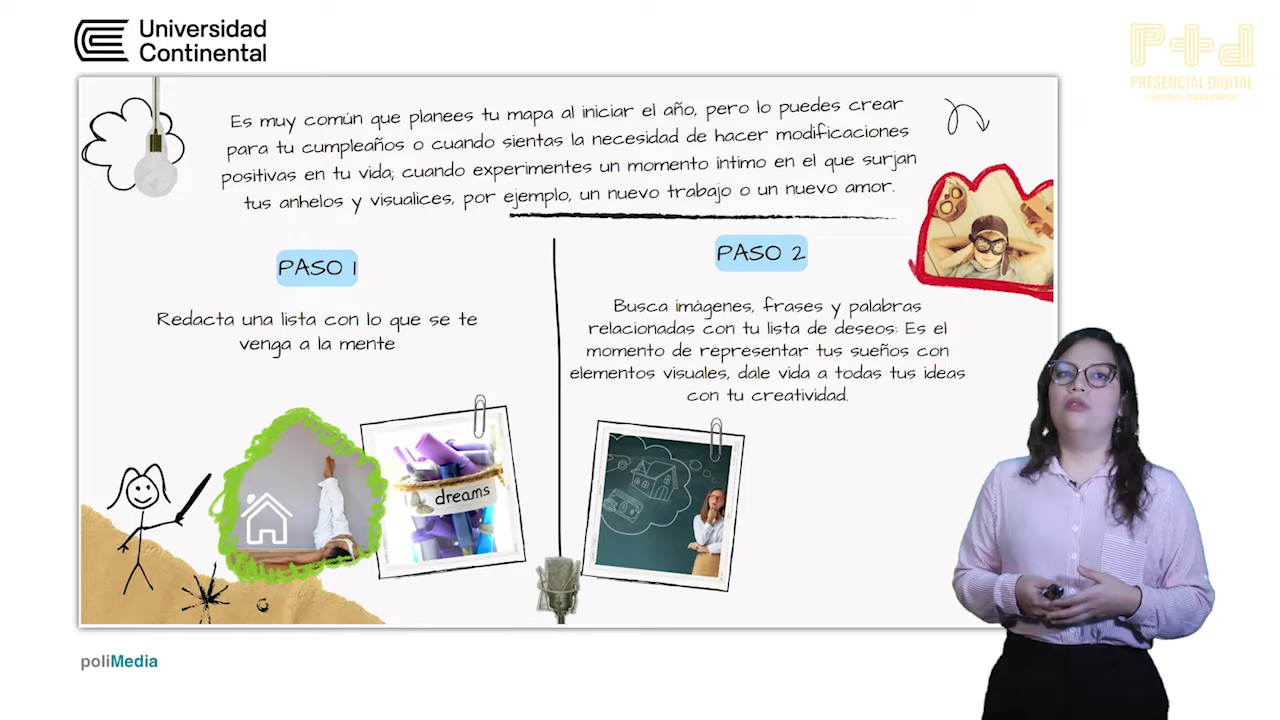 Universidad
Continental
PRESENCIAL DIGITAL
Es muy común que planees tu mapa al iniciar el año, pero lo puedes crear
para tu cumpleaños o cuando sientas la necesidad de hacer modificaciones
positivas en tu vida; cuando experimentes un momento íntimo en el que surjan
tus anhelos y visualices, por ejemplo, un nuevo trabajo o un nuevo amor.
PASO 1
Redacta una lista con lo que se te
venga a la mente
dreams
PASO 2
Busca imágenes, frases y palabras
relacionadas con tu lista de deseos: Es el
momento de representar tus sueños con
elementos visuales, dale vida a todas tus ideas
con tu creatividad.
poliMedia